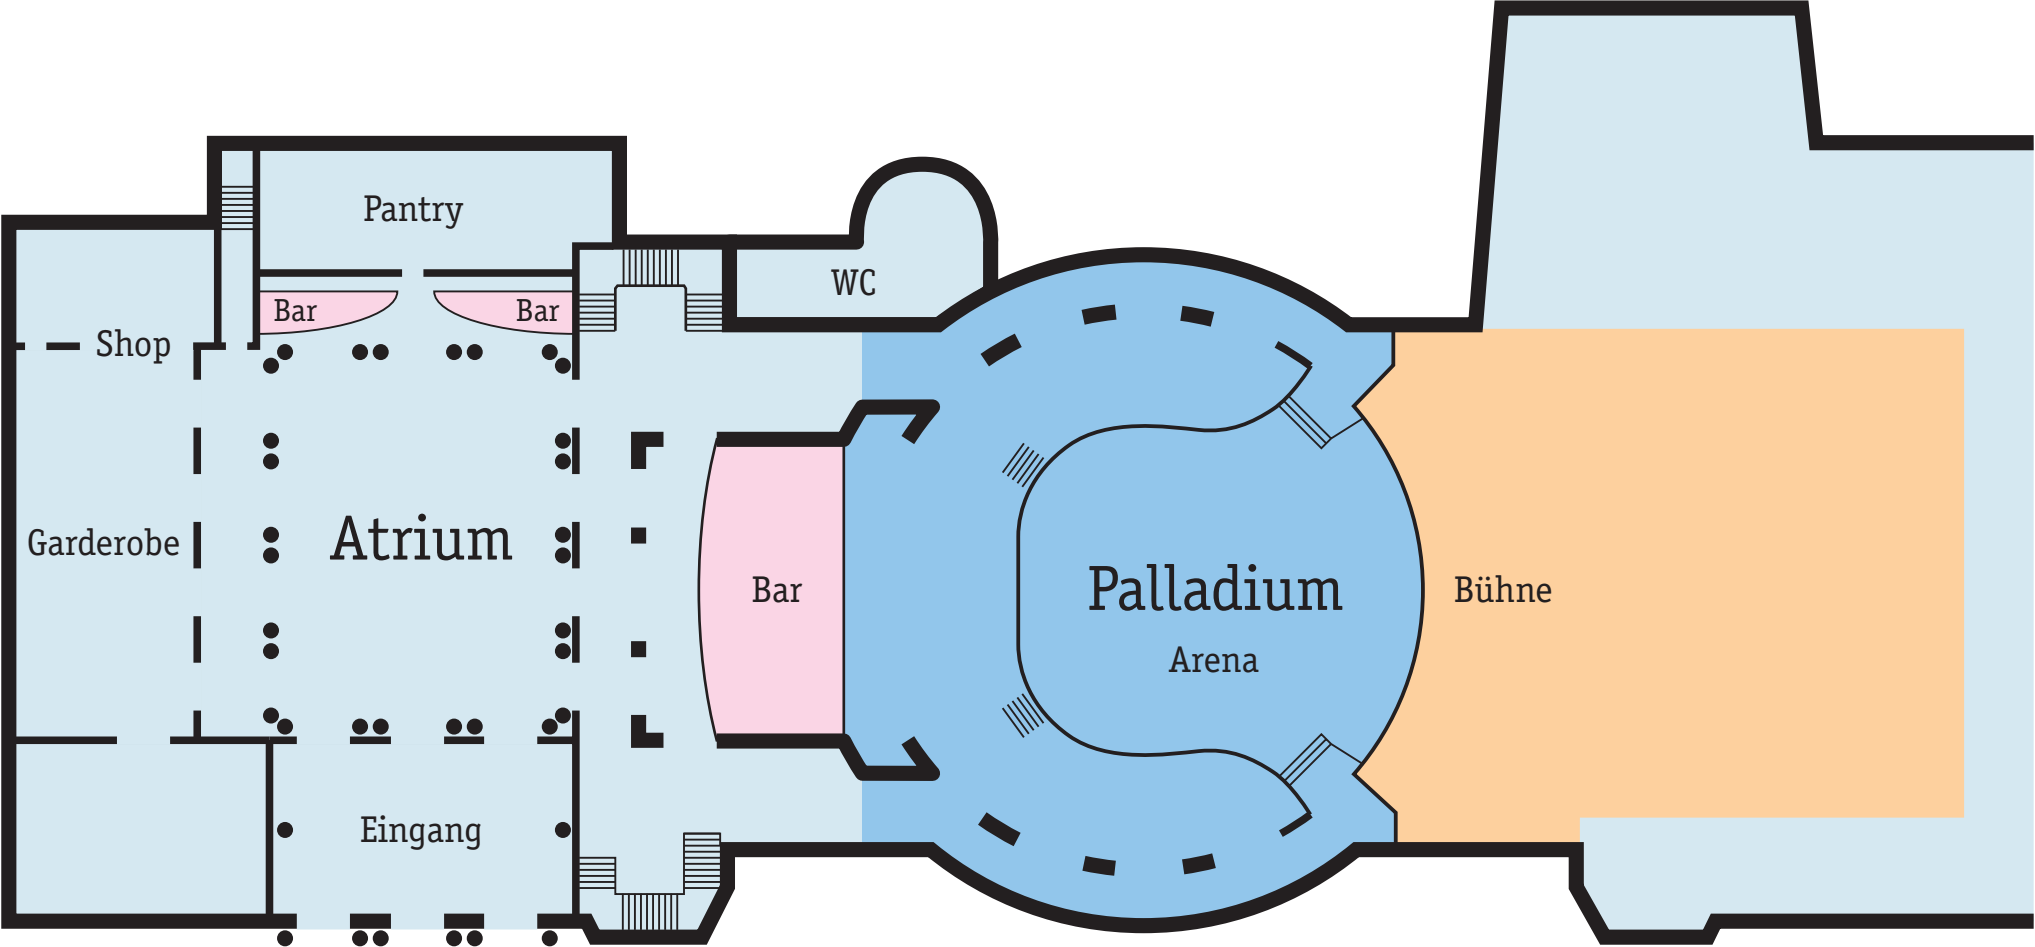 Pantry
WC
Bar
Bar
Shop
Garderobe
Atrium
Bar
Palladium
Arena
Bühne
Eingang